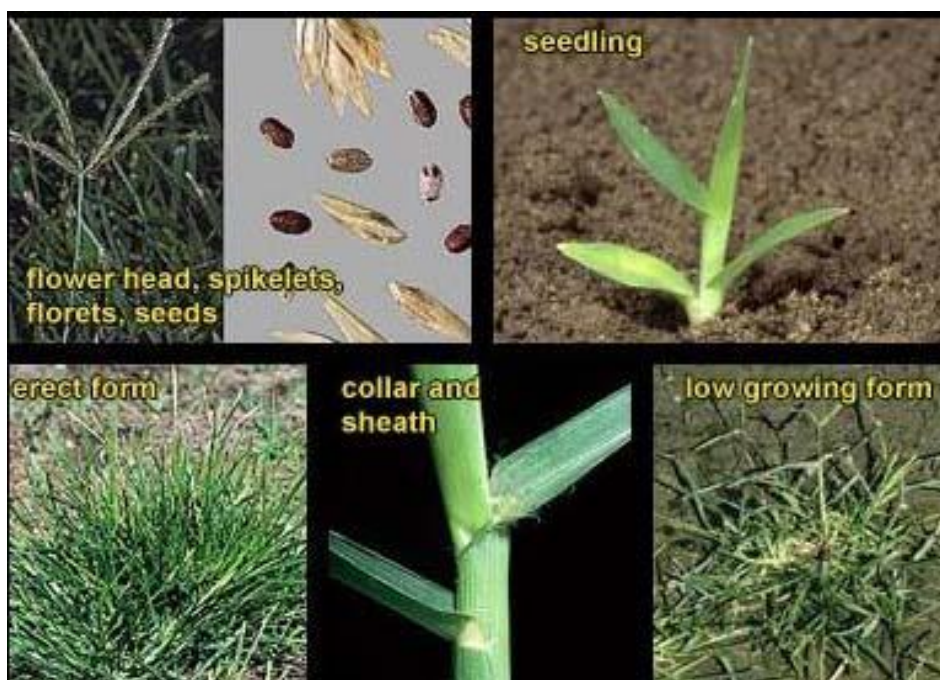 seedling
flower head, spikelets,
florets, seeds
erect form
collar and
sheath
low growing form